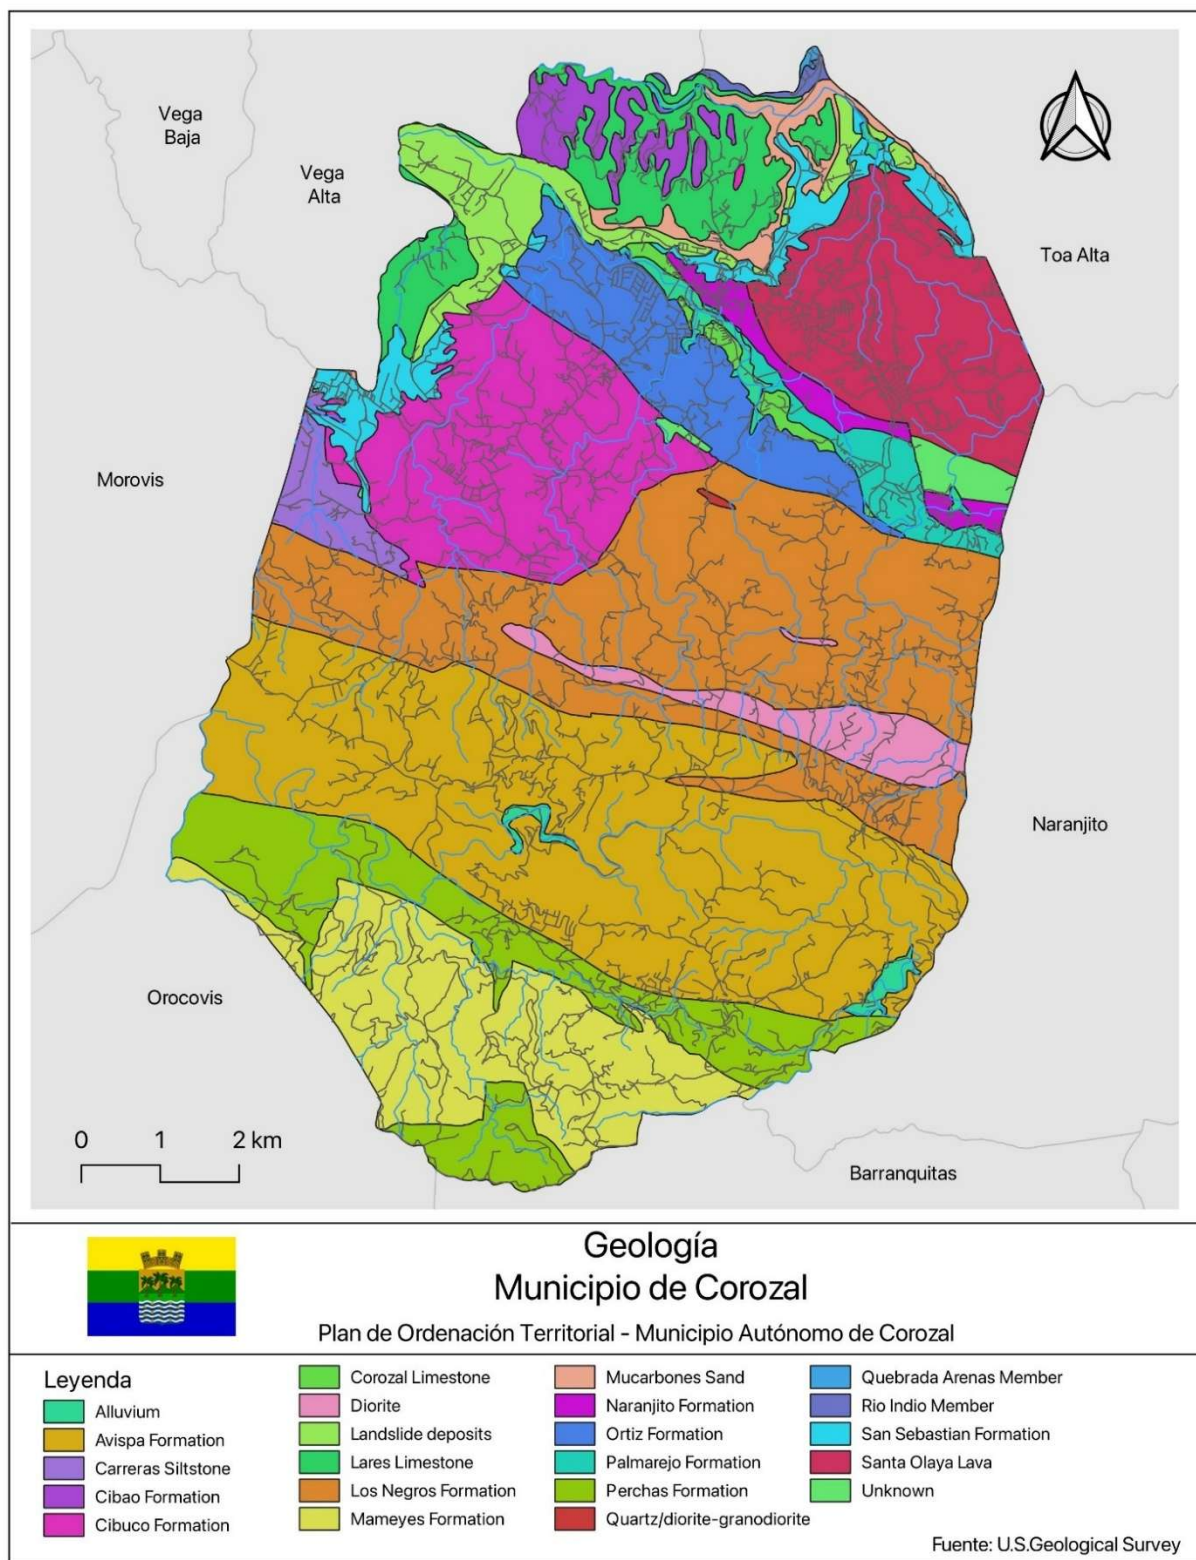 Vega
Baja
Vega
Alta
Toa Alta
Morovis
Naranjito
Orocovis
Barranquitas
0 1 2 km
Geología
Municipio de Corozal
Plan de Ordenación Territorial - Municipio Autónomo de Corozal
Leyenda
Alluvium
Avispa Formation
Carreras Siltstone
Cibao Formation
Cibuco Formation
Corozal Limestone
Diorite
Landslide deposits
Lares Limestone
Los Negros Formation
Mameyes Formation
Mucarbones Sand
Naranjito Formation
Ortiz Formation
Palmarejo Formation
Perchas Formation
Quartz/diorite-granodiorite
Quebrada Arenas Member
Rio Indio Member
San Sebastian Formation
Santa Olaya Lava
Unknown
Fuente: U.S.Geological Survey